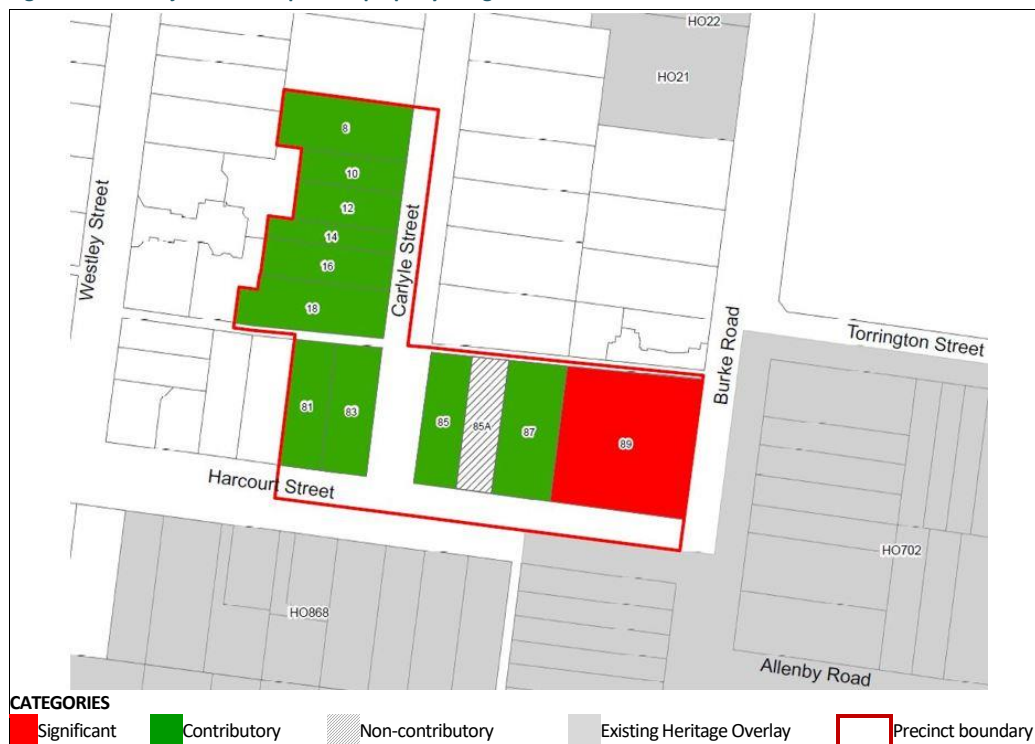 HO22
HO21
8
10
12
14
16
18
Westley Street
Carlyle Street
Burke Road
Torrington Street
81
83
85
85A
87
89
Harcourt Street
HO702
HO868
Allenby Road
CATEGORIES
Significant Contributory Non-contributory Existing Heritage Overlay Precinct boundary